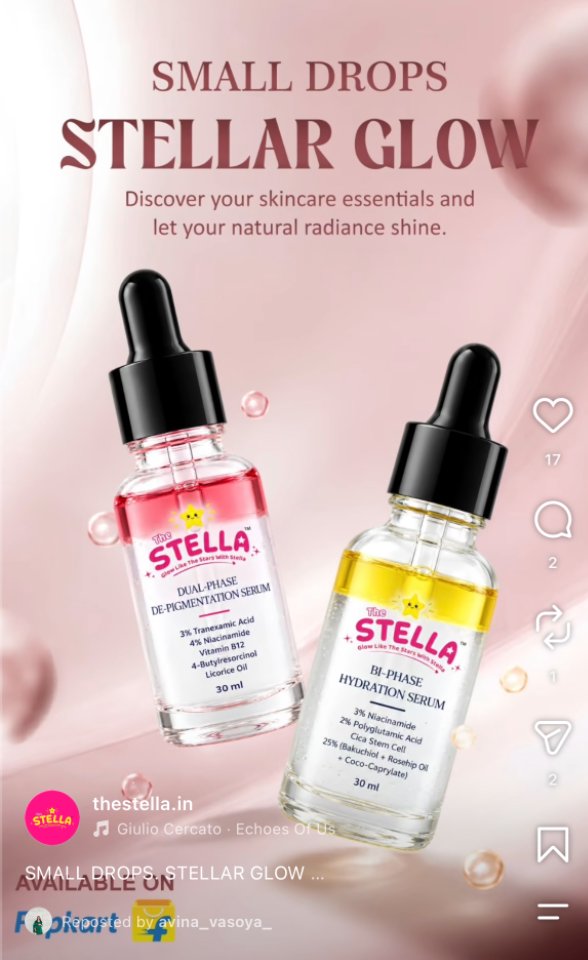 SMALL DROPS
STELLAR GLOW
Discover your skincare essentials and
let your natural radiance shine.
The
STELLA™
Glow Like The Stars With Stella
DUAL-PHASE
DE-PIGMENTATION SERUM
3% Tranexamic Acid
4% Niacinamide
Vitamin B12
4-Butylresorcinol
Licorice Oil
30 ml
The
STELLA™
Glow Like The Stars With Stella
BI-PHASE
HYDRATION SERUM
3% Niacinamide
2% Polyglutamic Acid
Cica Stem Cell
25% (Bakuchiol + Rosehip Oil
+ Coco-Caprylate)
30 ml
17
2
1
2
STELLA
thestella.in
Giulio Cercato · Echoes Of Us
SMALL DROPS. STELLAR GLOW ...
AVAILABLE ON
Flipkart
Reposted by avina_vasoya_